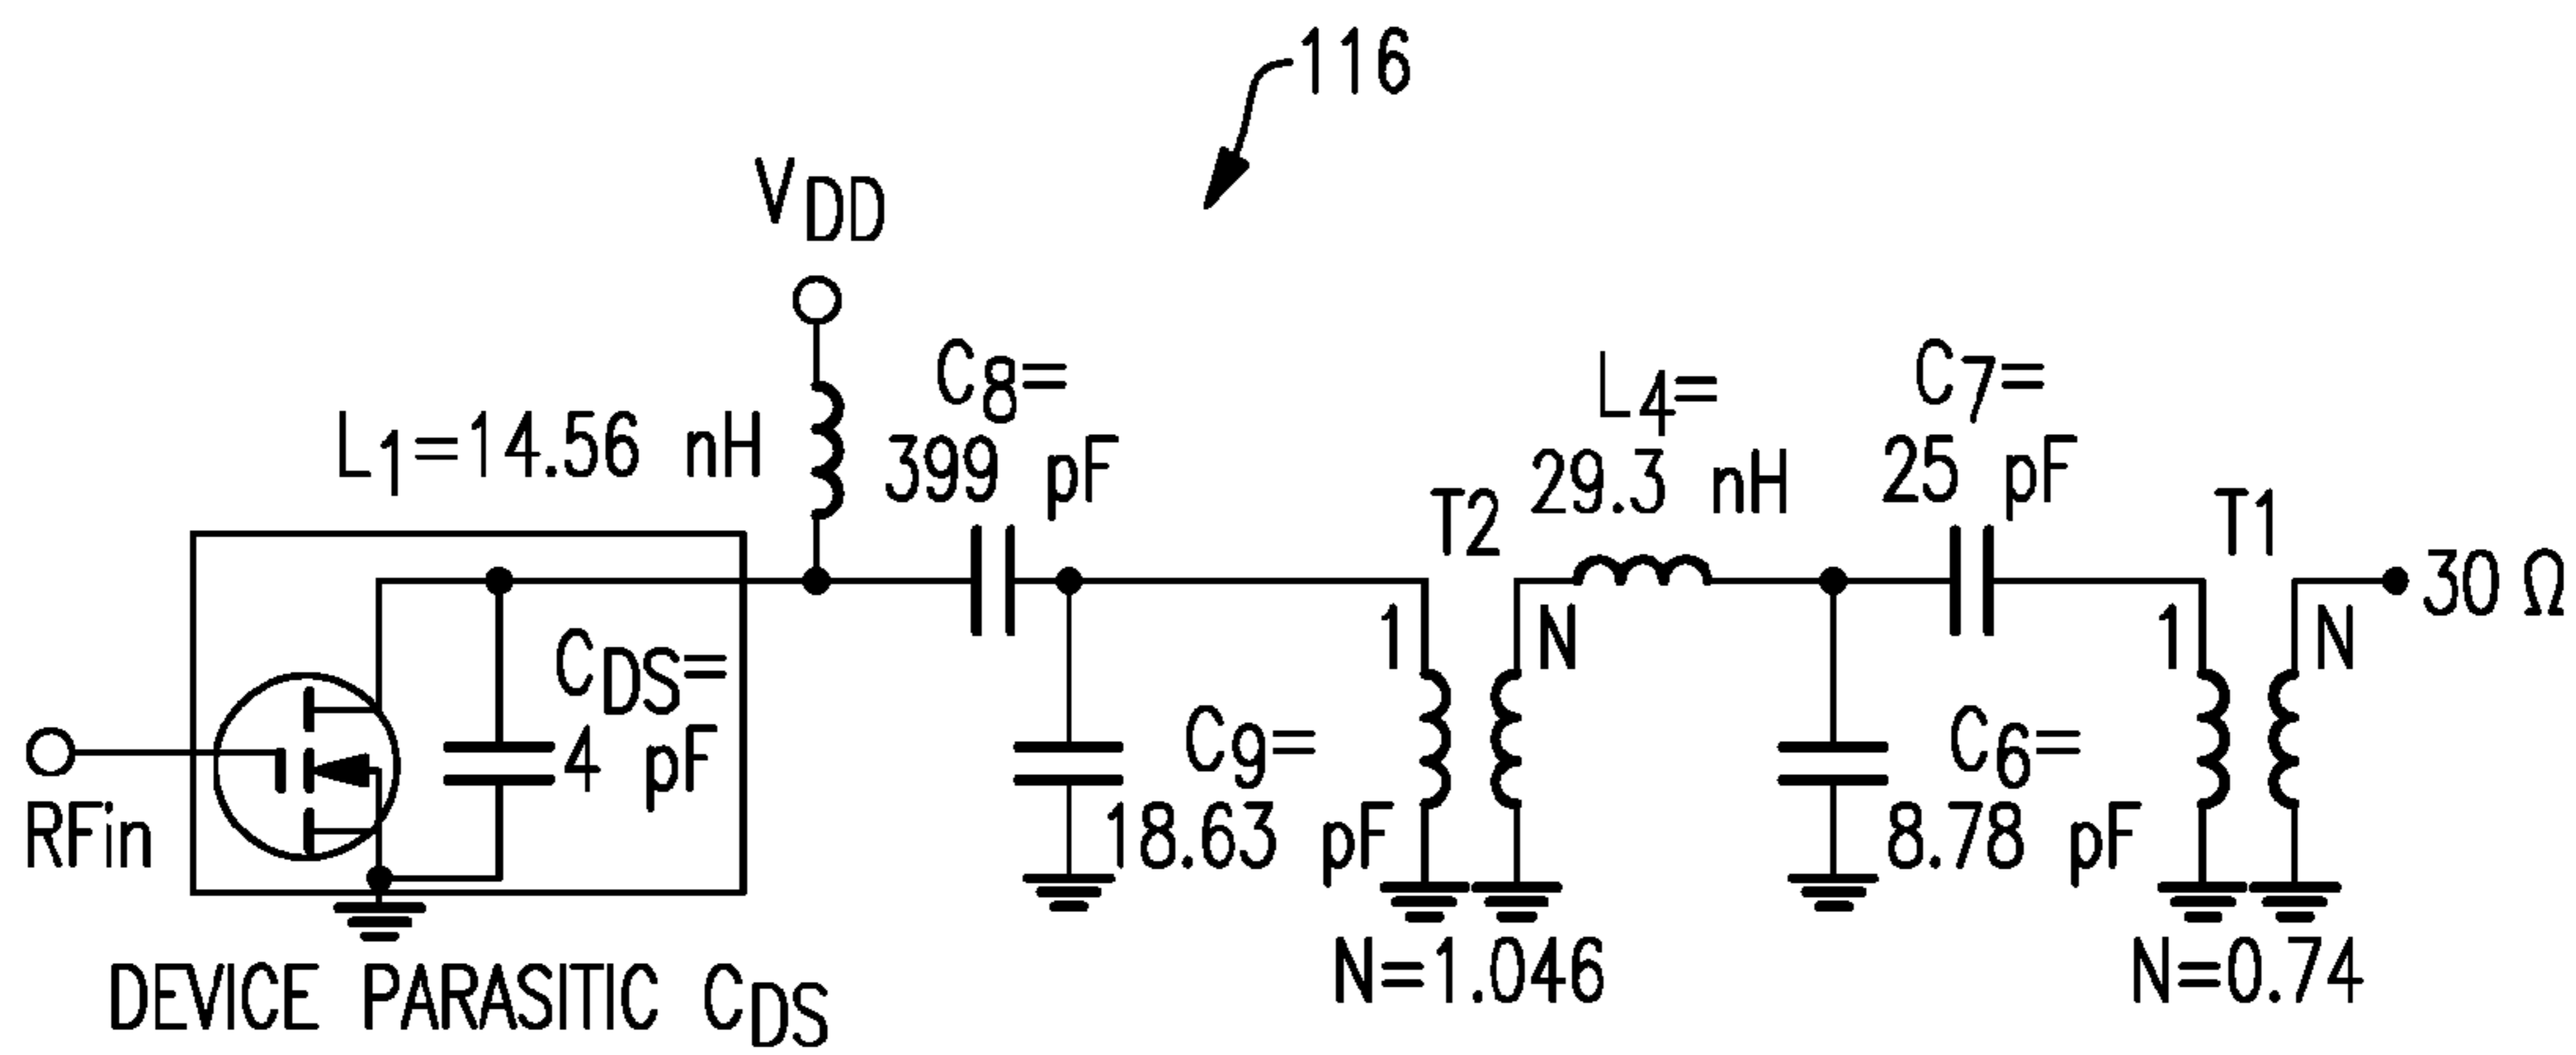 116
VDD
L1=14.56 nH
C8=
399 pF
L4=
29.3 nH
C7=
25 pF
T2
T1
30 Ω
1
N
1
N
CDS=
4 pF
RFin
C9=
18.63 pF
C6=
8.78 pF
N=1.046
N=0.74
DEVICE PARASITIC CDS